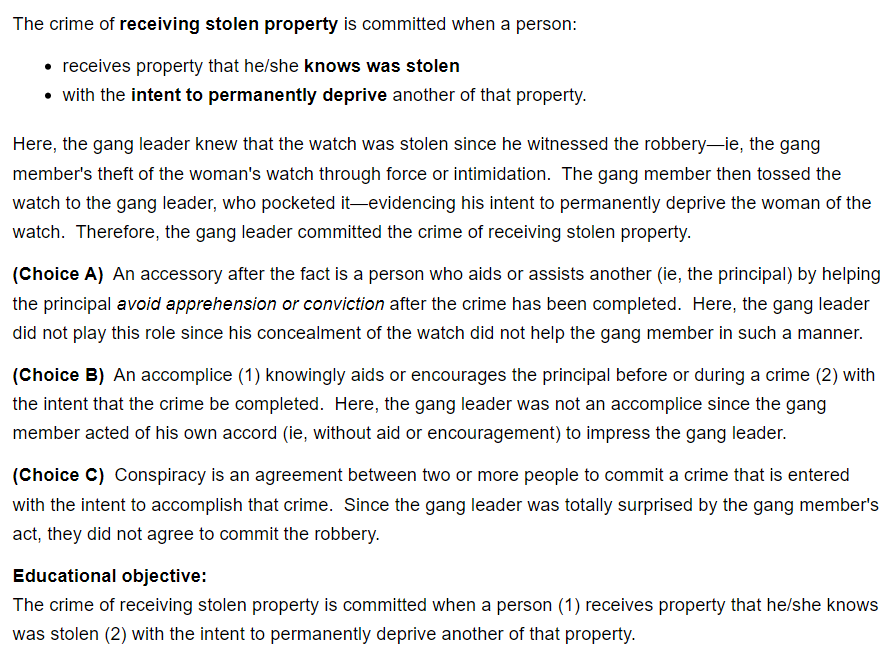 The crime of receiving stolen property is committed when a person:
• receives property that he/she knows was stolen
• with the intent to permanently deprive another of that property.
Here, the gang leader knew that the watch was stolen since he witnessed the robbery—ie, the gang
member's theft of the woman's watch through force or intimidation.  The gang member then tossed the
watch to the gang leader, who pocketed it—evidencing his intent to permanently deprive the woman of the
watch.  Therefore, the gang leader committed the crime of receiving stolen property.
(Choice A)  An accessory after the fact is a person who aids or assists another (ie, the principal) by helping
the principal avoid apprehension or conviction after the crime has been completed.  Here, the gang leader
did not play this role since his concealment of the watch did not help the gang member in such a manner.
(Choice B)  An accomplice (1) knowingly aids or encourages the principal before or during a crime (2) with
the intent that the crime be completed.  Here, the gang leader was not an accomplice since the gang
member acted of his own accord (ie, without aid or encouragement) to impress the gang leader.
(Choice C)  Conspiracy is an agreement between two or more people to commit a crime that is entered
with the intent to accomplish that crime.  Since the gang leader was totally surprised by the gang member's
act, they did not agree to commit the robbery.
Educational objective:
The crime of receiving stolen property is committed when a person (1) receives property that he/she knows
was stolen (2) with the intent to permanently deprive another of that property.